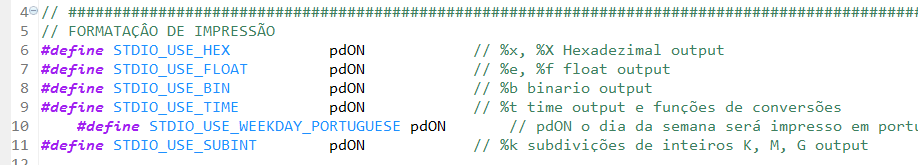 4 // ##############################################################################################
5 // FORMATAÇÂO DE IMPRESSÃO
6 #define STDIO_USE_HEX pdON // %x, %X Hexadezimal output
7 #define STDIO_USE_FLOAT pdON // %e, %f float output
8 #define STDIO_USE_BIN pdON // %b binario output
9 #define STDIO_USE_TIME pdON // %t time output e funções de conversões
10 #define STDIO_USE_WEEKDAY_PORTUGUESE pdON // pdON o dia da semana será impresso em portu
11 #define STDIO_USE_SUBINT pdON // %k subdivições de inteiros K, M, G output